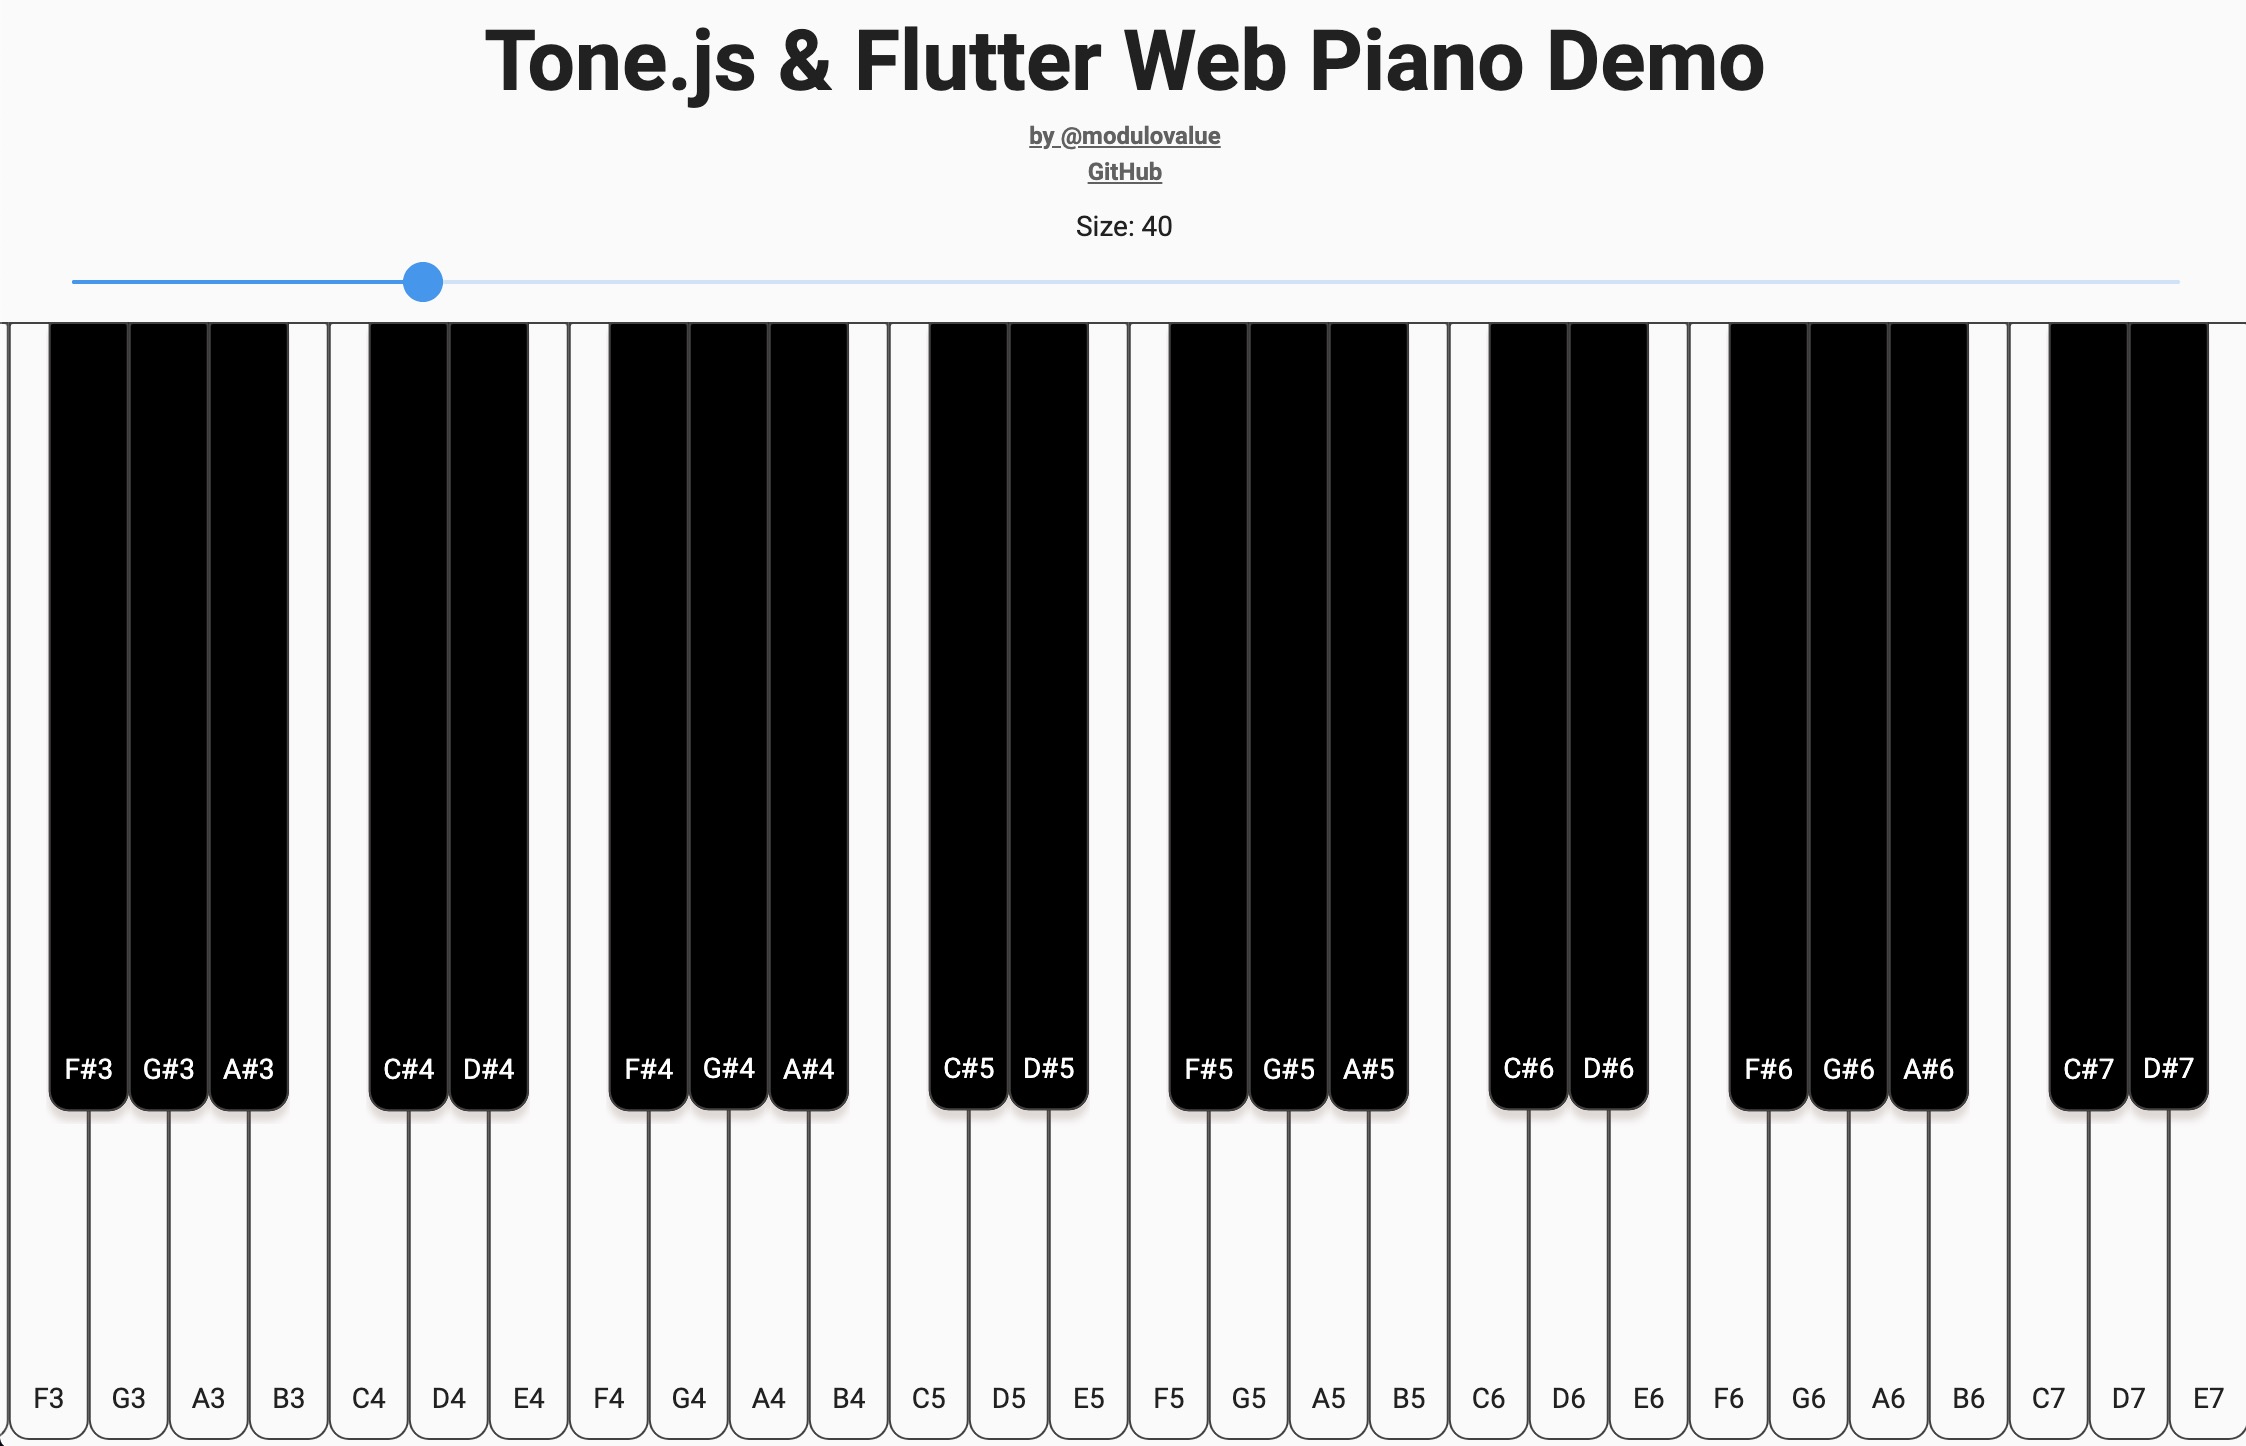 Tone.js & Flutter Web Piano Demo
by @modulovalue
GitHub
Size: 40
F#3 G#3 A#3 C#4 D#4 F#4 G#4 A#4 C#5 D#5 F#5 G#5 A#5 C#6 D#6 F#6 G#6 A#6 C#7 D#7
F3 G3 A3 B3 C4 D4 E4 F4 G4 A4 B4 C5 D5 E5 F5 G5 A5 B5 C6 D6 E6 F6 G6 A6 B6 C7 D7 E7